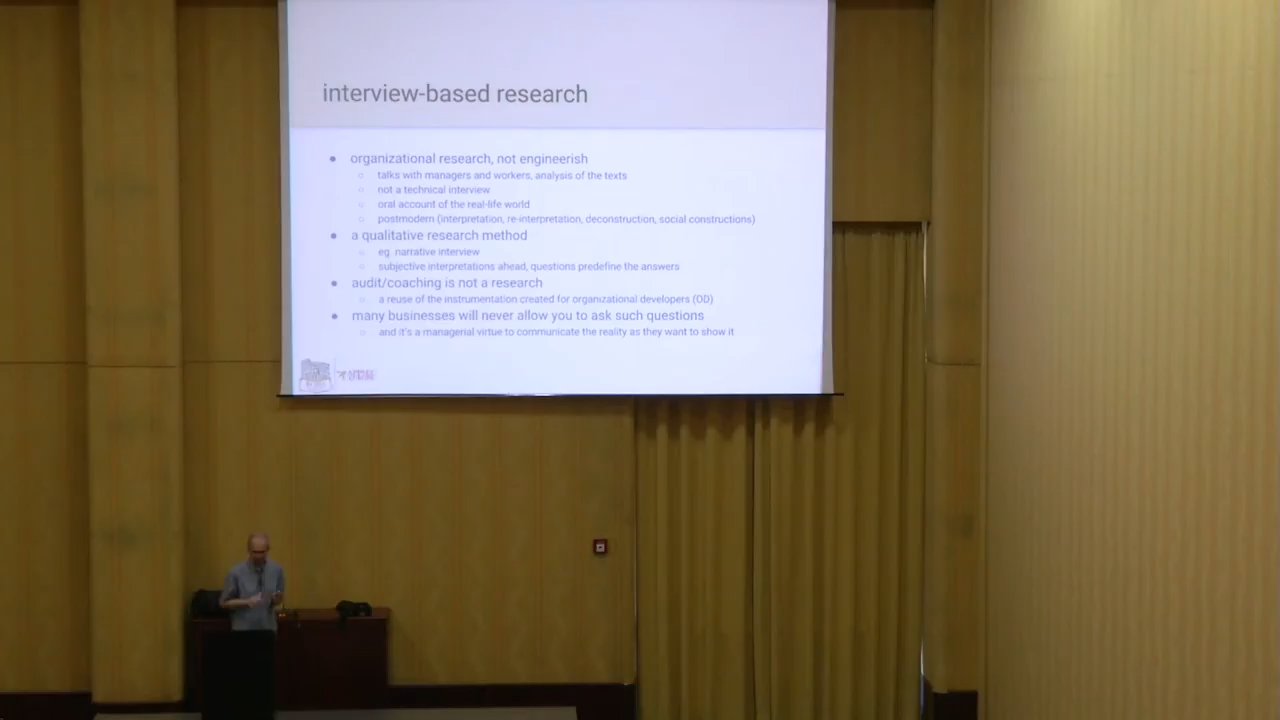 interview-based research
organizational research, not engineerish
talks with managers and workers, analysis of the texts
not a technical interview
oral account of the real-life world
postmodern (interpretation, re-interpretation, deconstruction, social constructions)
a qualitative research method
eg narrative interview
subjective interpretations ahead, questions predefine the answers
audit/coaching is not a research
a reuse of the instrumentation created for organizational developers (OD)
many businesses will never allow you to ask such questions
and it's a managerial virtue to communicate the reality as they want to show it